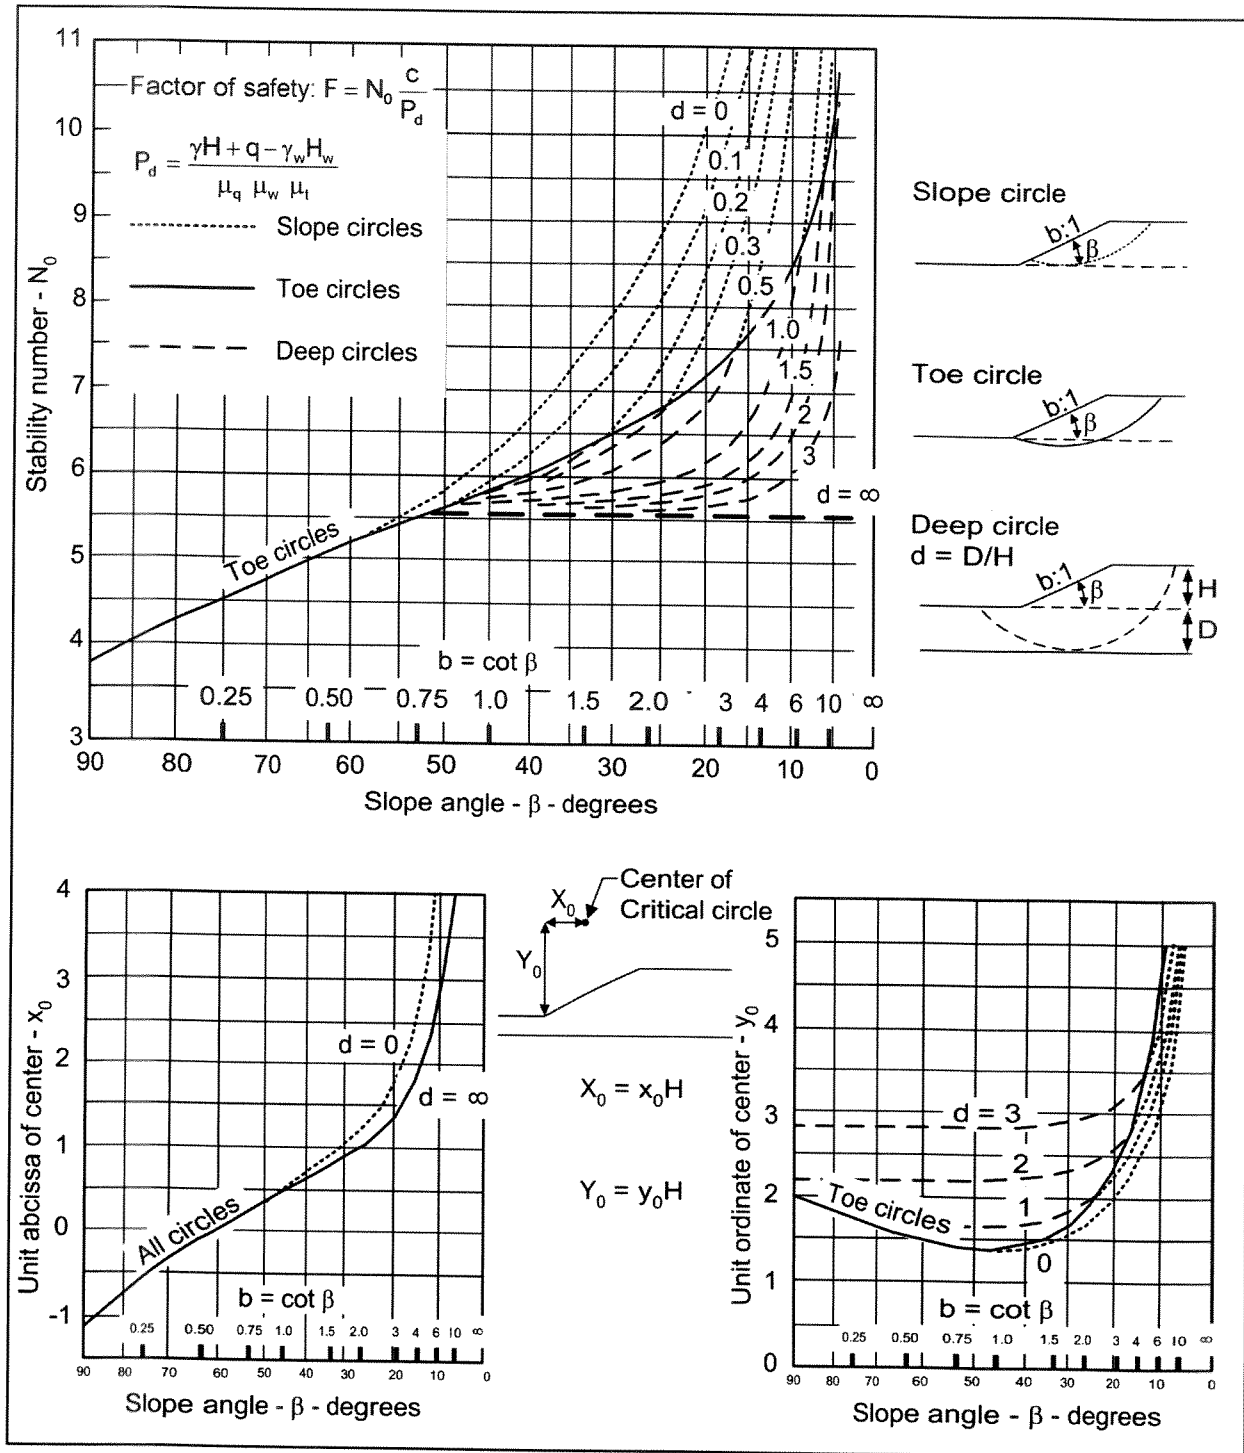 Factor of safety: F = N₀ c/P_d
P_d = (γH + q − γ_wH_w)/(μ_q μ_w μ_t)
Slope circles
Toe circles
Deep circles
Stability number - N₀
11
10
9
8
7
6
5
4
3
d = 0
0.1
0.2
0.3
0.5
1.0
1.5
2
3
d = ∞
Toe circles
b = cot β
0.25 0.50 0.75 1.0 1.5 2.0 3 4 6 10 ∞
90 80 70 60 50 40 30 20 10 0
Slope angle - β - degrees
Slope circle
b:1
β
Toe circle
b:1
β
Deep circle
d = D/H
b:1
β
H
D
Unit abcissa of center - x₀
4
3
2
1
0
-1
d = 0
d = ∞
All circles
b = cot β
0.25 0.50 0.75 1.0 1.5 2.0 3 4 6 10 ∞
90 80 70 60 50 40 30 20 10 0
Slope angle - β - degrees
Center of
Critical circle
X₀
Y₀
X₀ = x₀H
Y₀ = y₀H
Unit ordinate of center - y₀
5
4
3
2
1
0
d = 3
2
1
0
Toe circles
b = cot β
0.25 0.50 0.75 1.0 1.5 2.0 3 4 6 10 ∞
90 80 70 60 50 40 30 20 10 0
Slope angle - β - degrees